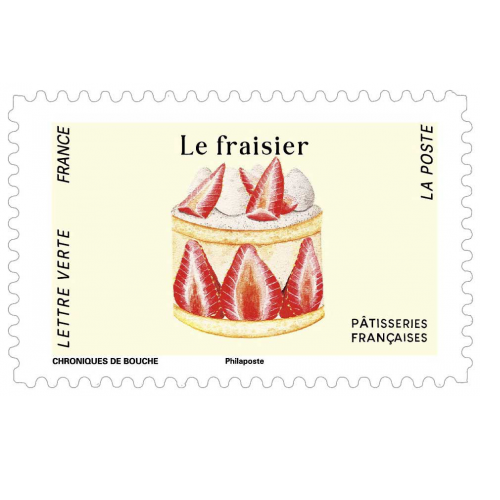 Le fraisier
FRANCE
LETTRE VERTE
LA POSTE
PÂTISSERIES
FRANÇAISES
CHRONIQUES DE BOUCHE
Philaposte